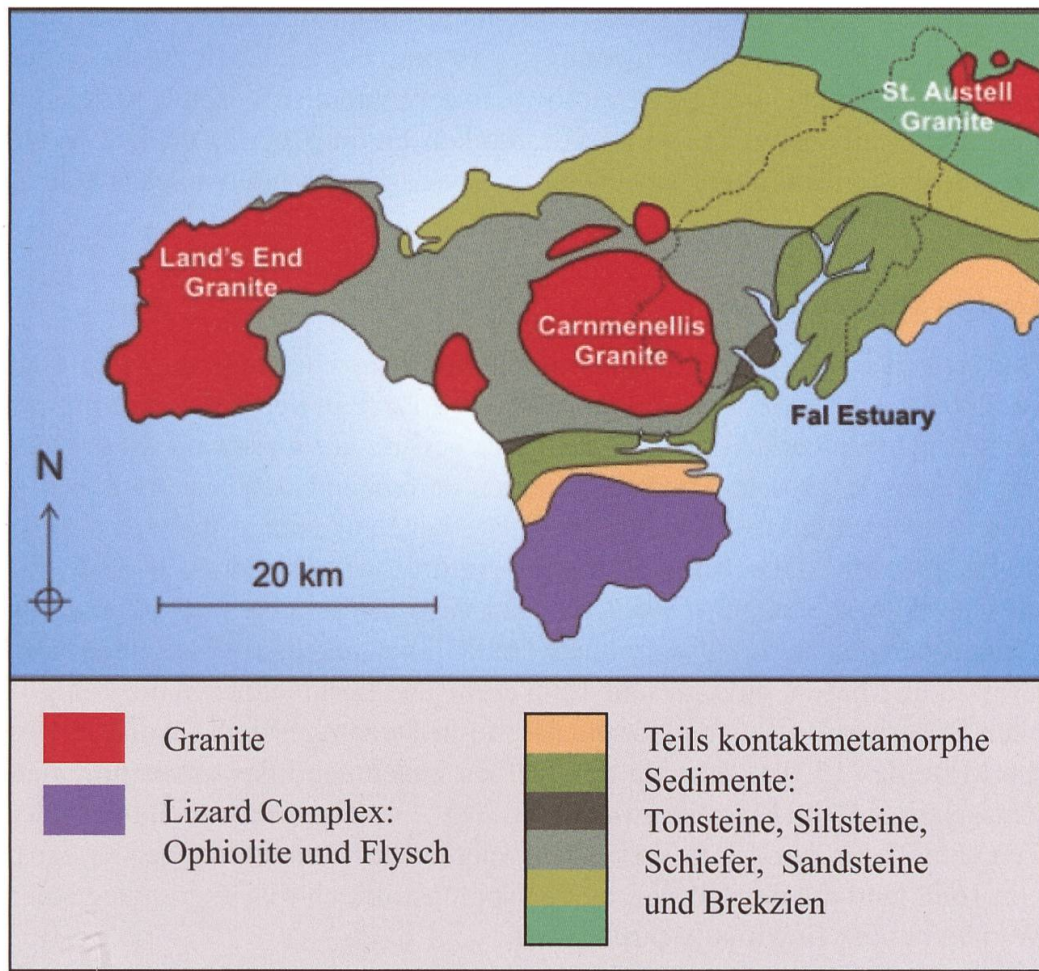 St. Austell
Granite
Land's End
Granite
Carnmenellis
Granite
Fal Estuary
N
20 km
Granite
Lizard Complex:
Ophiolite und Flysch
Teils kontaktmetamorphe
Sedimente:
Tonsteine, Siltsteine,
Schiefer, Sandsteine
und Brekzien